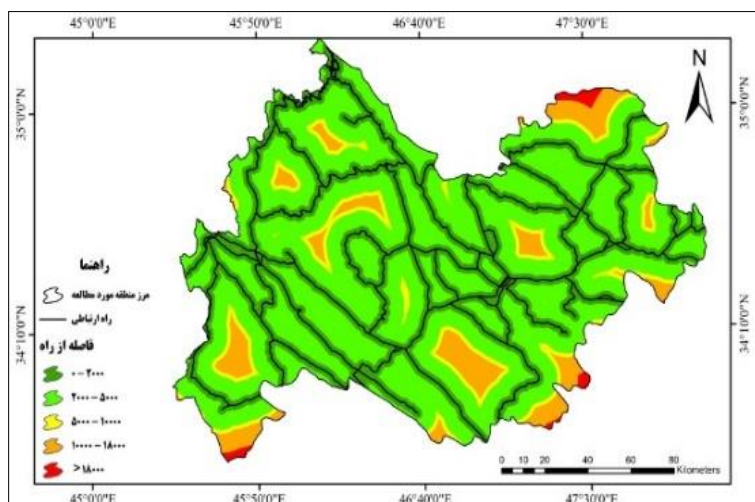 45°0'0"E 45°50'0"E 46°40'0"E 47°30'0"E
35°0'0"N
35°0'0"N
34°10'0"N
34°10'0"N
N
راهنما
مرز منطقه مورد مطالعه
راه ارتباطی
فاصله از راه
۰ – ۲۰۰۰
۲۰۰۰ – ۵۰۰۰
۵۰۰۰ – ۱۰۰۰۰
۱۰۰۰۰ – ۱۸۰۰۰
> ۱۸۰۰۰
0 5 10 20 40 60 80
Kilometers
45°0'0"E 45°50'0"E 46°40'0"E 47°30'0"E